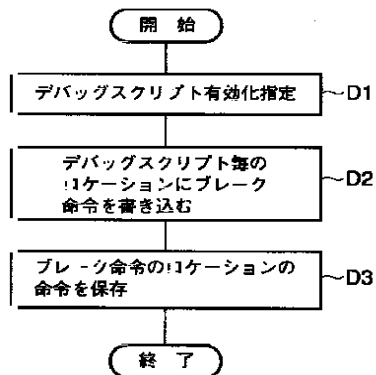 開 始
デバッグスクリプト有効化指定
D1
デバッグスクリプト毎の
ロケーションにブレーク
命令を書き込む
D2
ブレーク命令のロケーションの
命令を保存
D3
終 了